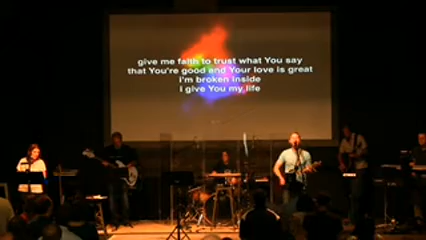 give me faith to trust what You say
that You're good and Your love is great
i'm broken inside
i give You my life